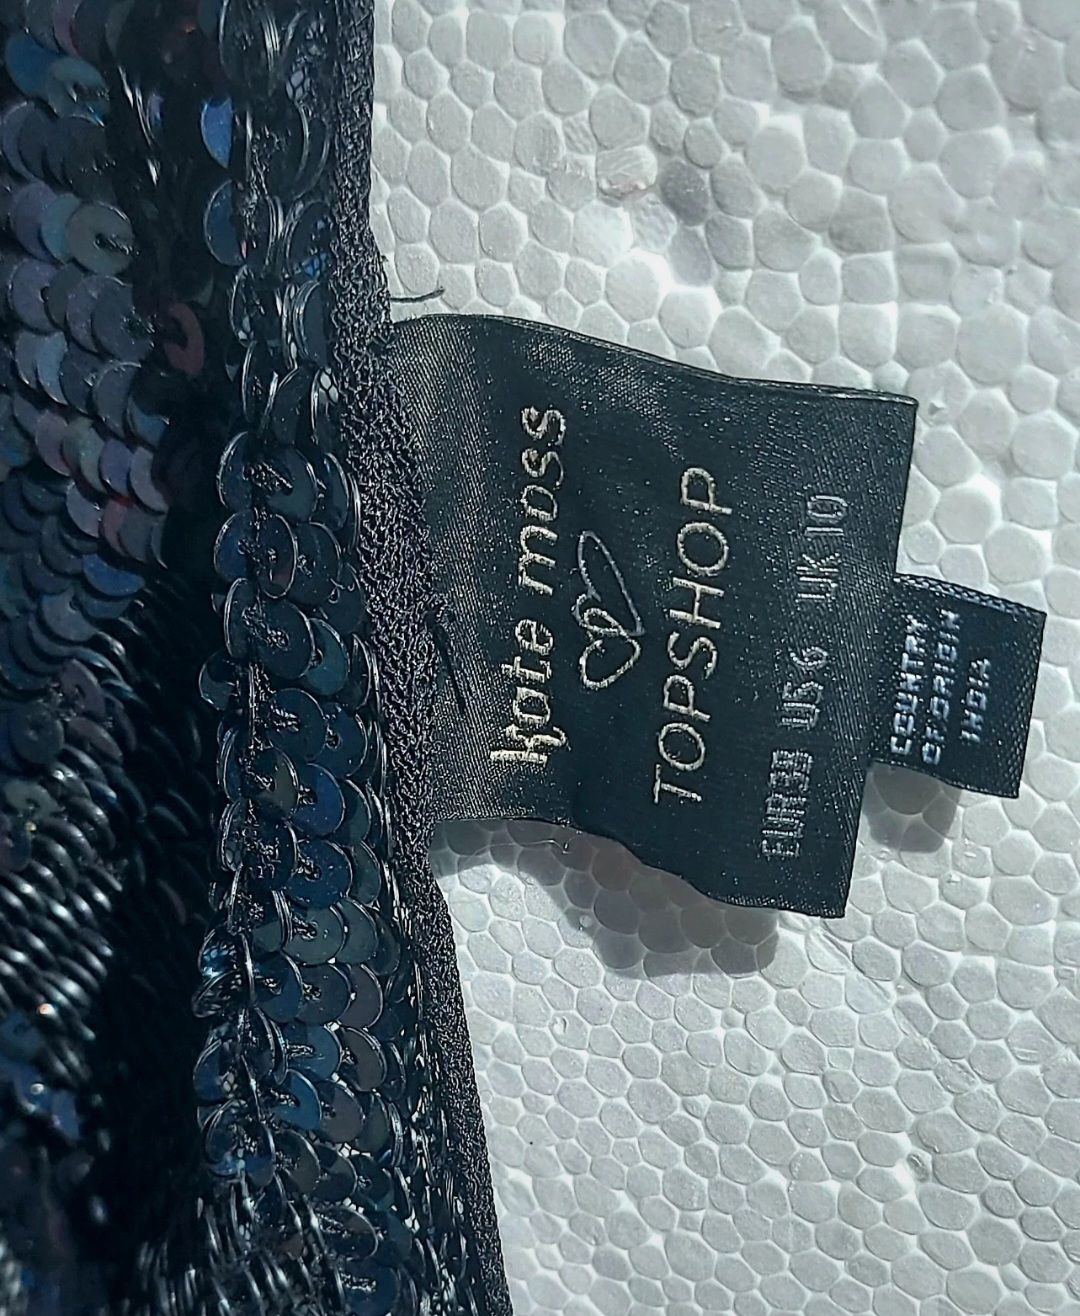 kate moss
TOPSHOP
EUR38 US6 UK10
COUNTRY
OF ORIGIN
INDIA